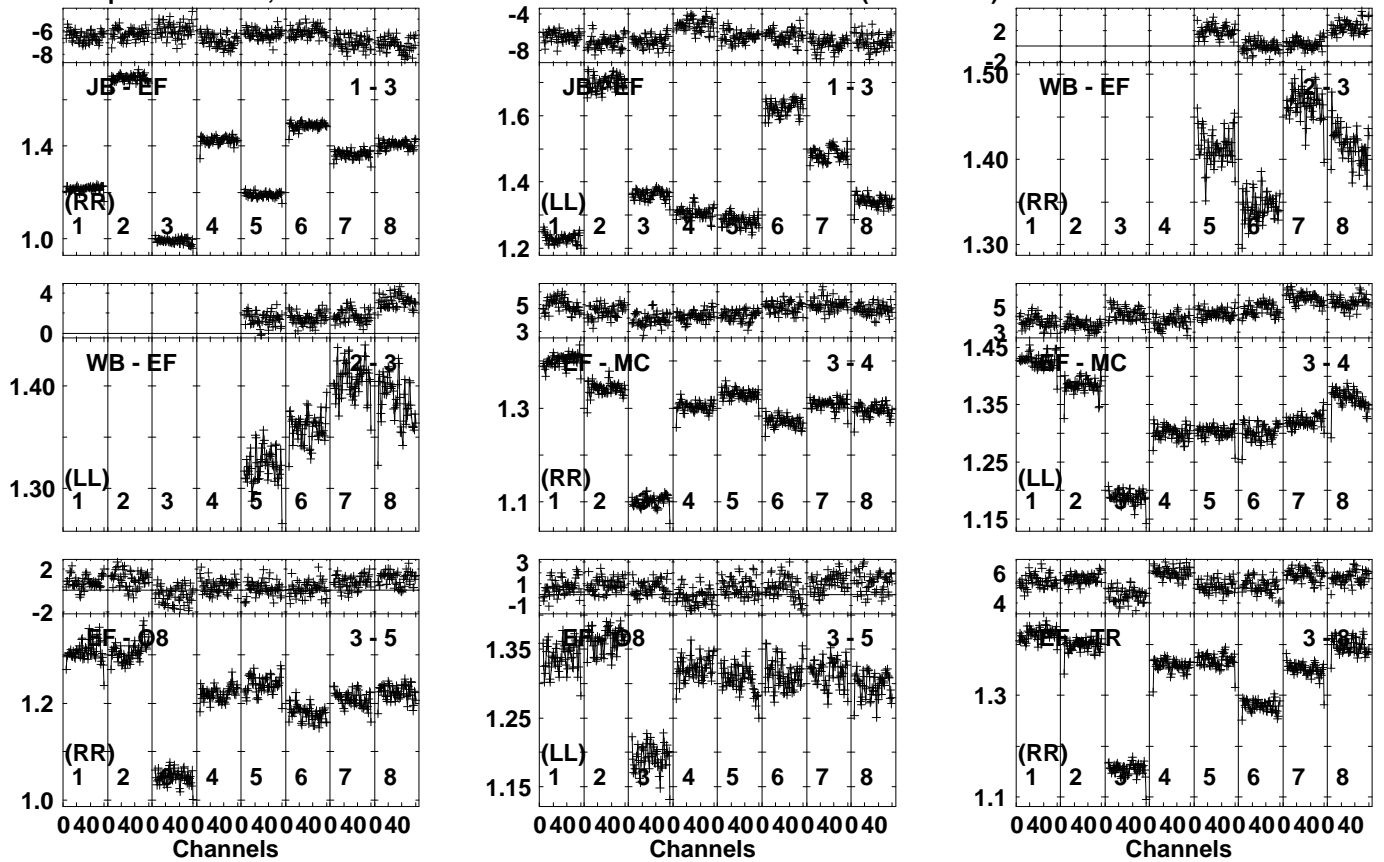 -6
-8
JB - EF 1 - 3
1.4
1.0
(RR)
1 2 3 4 5 6 7 8
-4
-8
JB - EF 1 - 3
1.6
1.4
1.2
(LL)
1 2 3 4 5 6 7 8
2
-2
WB - EF 2 - 3
1.50
1.40
1.30
(RR)
1 2 3 4 5 6 7 8
4
0
WB - EF 2 - 3
1.40
1.30
(LL)
1 2 3 4 5 6 7 8
5
3
EF - MC 3 - 4
1.3
1.1
(RR)
1 2 3 4 5 6 7 8
5
3
EF - MC 3 - 4
1.45
1.35
1.25
1.15
(LL)
1 2 3 4 5 6 7 8
2
-2
EF - O8 3 - 5
1.2
1.0
(RR)
1 2 3 4 5 6 7 8
3
1
-1
EF - O8 3 - 5
1.35
1.25
1.15
(LL)
1 2 3 4 5 6 7 8
6
4
EF - TR 3 - 8
1.3
1.1
(RR)
1 2 3 4 5 6 7 8
0 40 0 40 0 40 0 40 0 40 0 40 0 40 0 40
Channels
0 40 0 40 0 40 0 40 0 40 0 40 0 40 0 40
Channels
0 40 0 40 0 40 0 40 0 40 0 40 0 40 0 40
Channels